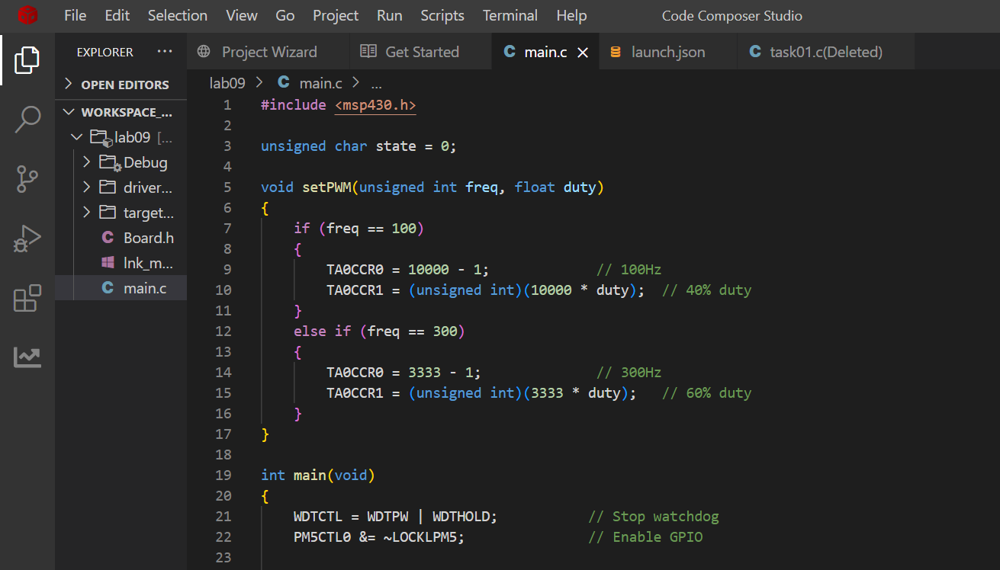 File Edit Selection View Go Project Run Scripts Terminal Help Code Composer Studio
EXPLORER ···
OPEN EDITORS
WORKSPACE_...
lab09 [...
Debug
driver...
target...
Board.h
lnk_m...
main.c
Project Wizard Get Started main.c launch.json task01.c(Deleted)
lab09 > C main.c > ...
1 #include <msp430.h>
2
3 unsigned char state = 0;
4
5 void setPWM(unsigned int freq, float duty)
6 {
7 if (freq == 100)
8 {
9 TA0CCR0 = 10000 - 1; // 100Hz
10 TA0CCR1 = (unsigned int)(10000 * duty); // 40% duty
11 }
12 else if (freq == 300)
13 {
14 TA0CCR0 = 3333 - 1; // 300Hz
15 TA0CCR1 = (unsigned int)(3333 * duty); // 60% duty
16 }
17 }
18
19 int main(void)
20 {
21 WDTCTL = WDTPW | WDTHOLD; // Stop watchdog
22 PM5CTL0 &= ~LOCKLPM5; // Enable GPIO
23